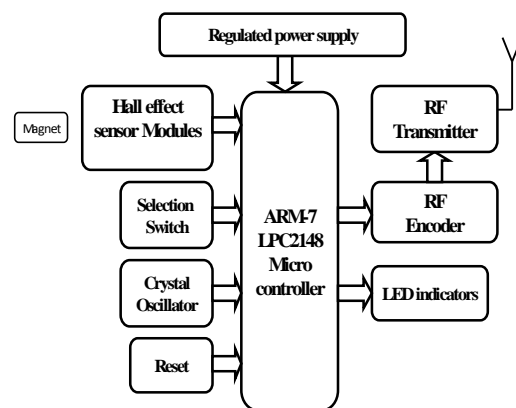 Regulated power supply
Magnet
Hall effect
sensor Modules
Selection
Switch
Crystal
Oscillator
Reset
ARM-7
LPC2148
Micro
controller
RF
Transmitter
RF
Encoder
LED indicators